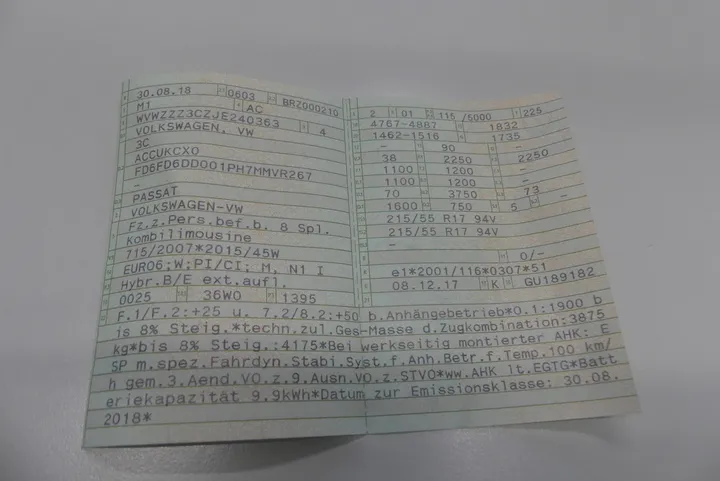 30.08.18 0603 BRZ000210
M1 AC
WVWZZZ3CZJE240363 4
VOLKSWAGEN, VW
3C
ACCUKCX0
FD6FD6DD001PH7MMVR267
-
PASSAT
VOLKSWAGEN-VW
Fz.z.Pers.bef.b. 8 Spl.
Kombilimousine
715/2007*2015/45W
EURO6;W;PI/CI; M, N1 I
Hybr.B/E ext.aufl.
0025 36W0 1395
2 01 115 /5000 225
4767-4887 1832
1462-1516 1735
- 90 -
38 2250 2250
1100 1200 -
1100 1200 -
70 3750 73
1600 750 5
215/55 R17 94V
215/55 R17 94V
-
0/-
e1*2001/116*0307*51
08.12.17 K GU189182
F.1/F.2:+25 u. 7.2/8.2:+50 b.Anhängebetrieb*O.1:1900 b
is 8% Steig.*techn.zul.Ges-Masse d.Zugkombination:3875
kg*bis 8% Steig.:4175*Bei werkseitig montierter AHK: E
SP m.spez.Fahrdyn.Stabi.Syst.f.Anh.Betr.f.Temp.100 km/
h gem.3.Aend.VO.z.9.Ausn.VO.z.STVO*ww.AHK lt.EGTG*Batt
eriekapazität 9.9kWh*Datum zur Emissionsklasse: 30.08.
2018*